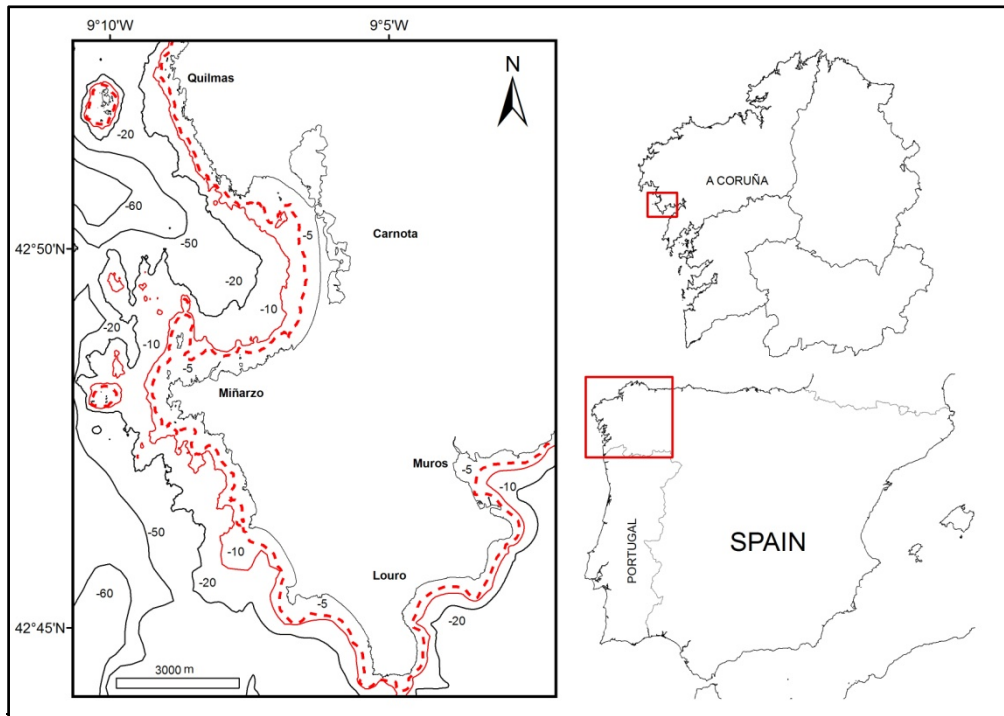 9°10'W
9°5'W
N
Quilmas
-20
-60
A CORUÑA
-5
Carnota
-50
42°50'N
-20
-10
-20
-10
-5
Miñarzo
Muros
-5
-10
-50
-10
SPAIN
PORTUGAL
Louro
-20
-5
-60
-20
42°45'N
3000 m